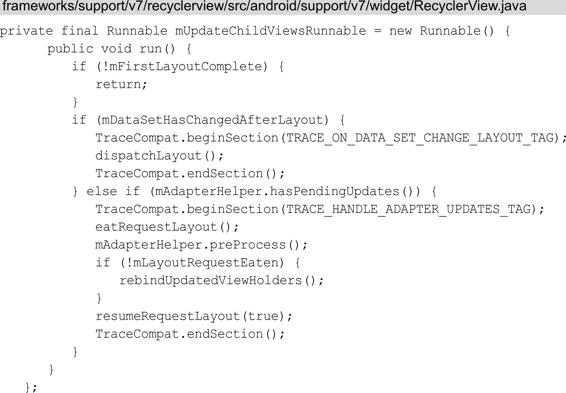 frameworks/support/v7/recyclerview/src/android/support/v7/widget/RecyclerView.java
private final Runnable mUpdateChildViewsRunnable = new Runnable() {
public void run() {
if (!mFirstLayoutComplete) {
return;
}
if (mDataSetHasChangedAfterLayout) {
TraceCompat.beginSection(TRACE_ON_DATA_SET_CHANGE_LAYOUT_TAG);
dispatchLayout();
TraceCompat.endSection();
} else if (mAdapterHelper.hasPendingUpdates()) {
TraceCompat.beginSection(TRACE_HANDLE_ADAPTER_UPDATES_TAG);
eatRequestLayout();
mAdapterHelper.preProcess();
if (!mLayoutRequestEaten) {
rebindUpdatedViewHolders();
}
resumeRequestLayout(true);
TraceCompat.endSection();
}
}
};